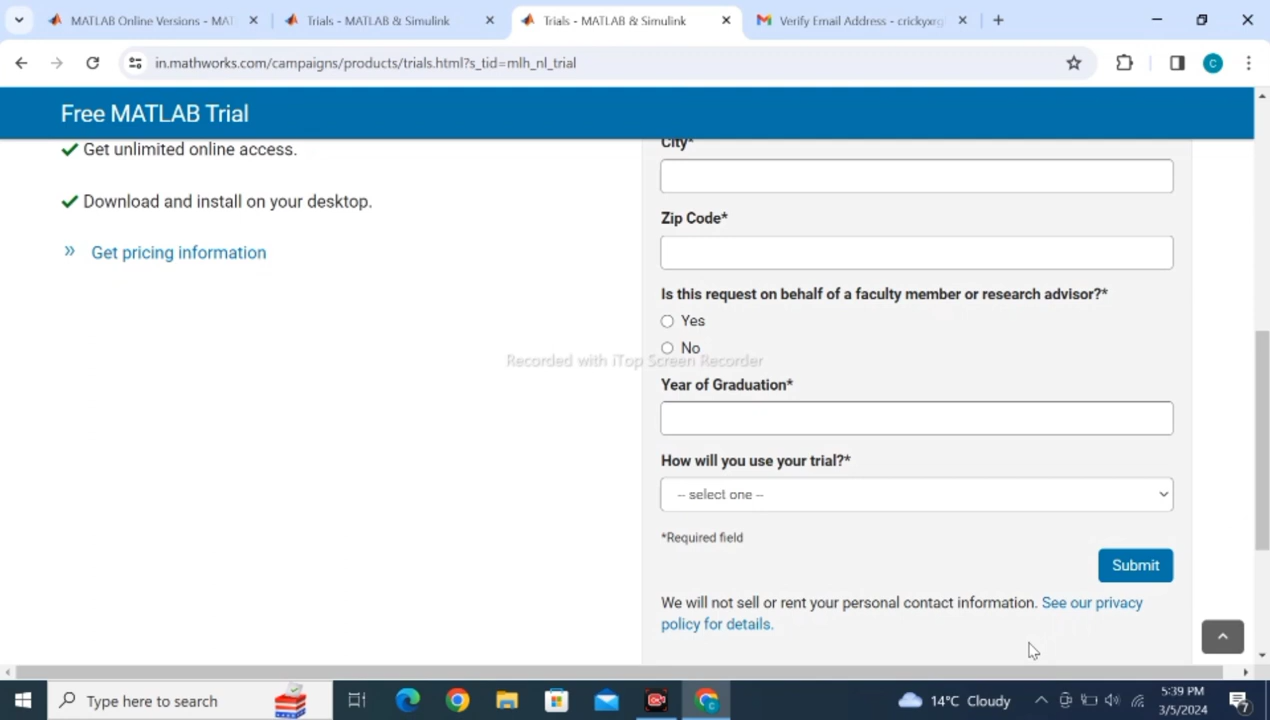 MATLAB Online Versions - MAT
Trials - MATLAB & Simulink
Trials - MATLAB & Simulink
Verify Email Address - crickyxrg
in.mathworks.com/campaigns/products/trials.html?s_tid=mlh_nl_trial
C
Free MATLAB Trial
Get unlimited online access.
Download and install on your desktop.
» Get pricing information
City*
Zip Code*
Is this request on behalf of a faculty member or research advisor?*
Yes
No
Recorded with iTop Screen Recorder
Year of Graduation*
How will you use your trial?*
-- select one --
*Required field
Submit
We will not sell or rent your personal contact information. See our privacy
policy for details.
Type here to search
14°C Cloudy
5:39 PM
3/5/2024
7